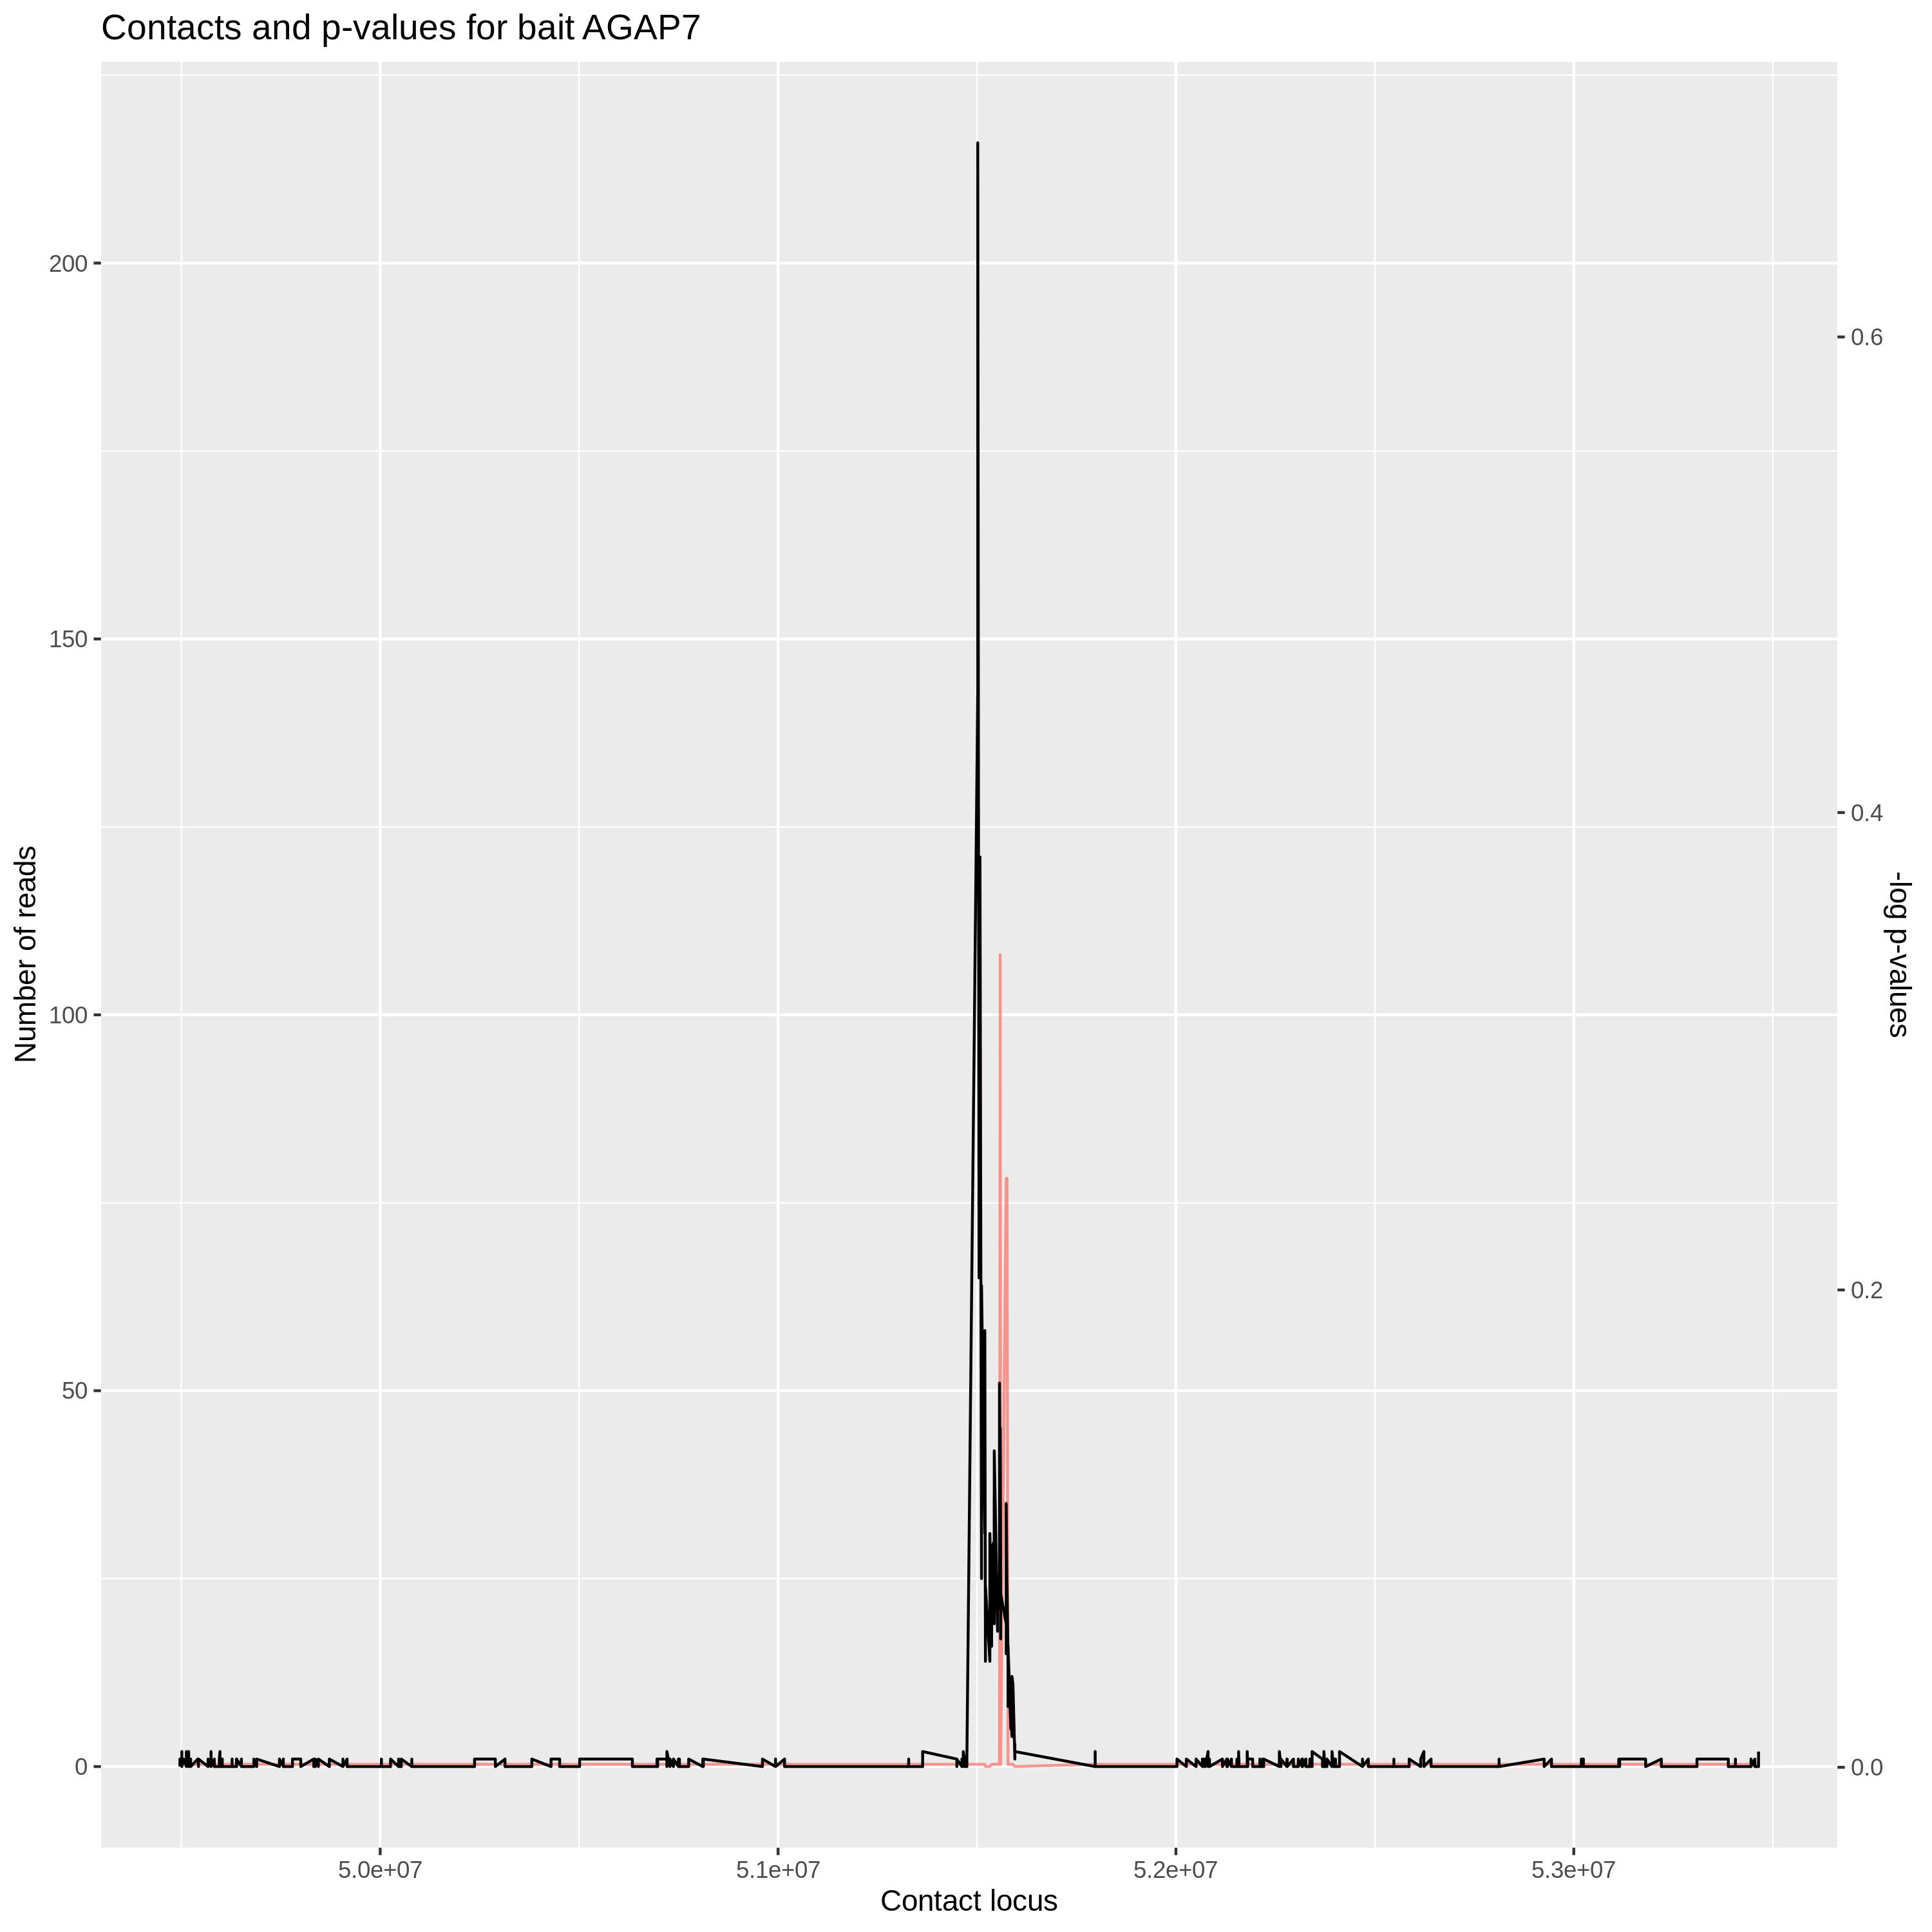 Contacts and p-values for bait AGAP7
Number of reads
200
150
100
50
0
0.6
0.4
0.2
0.0
-log p-values
5.0e+07
5.1e+07
5.2e+07
5.3e+07
Contact locus